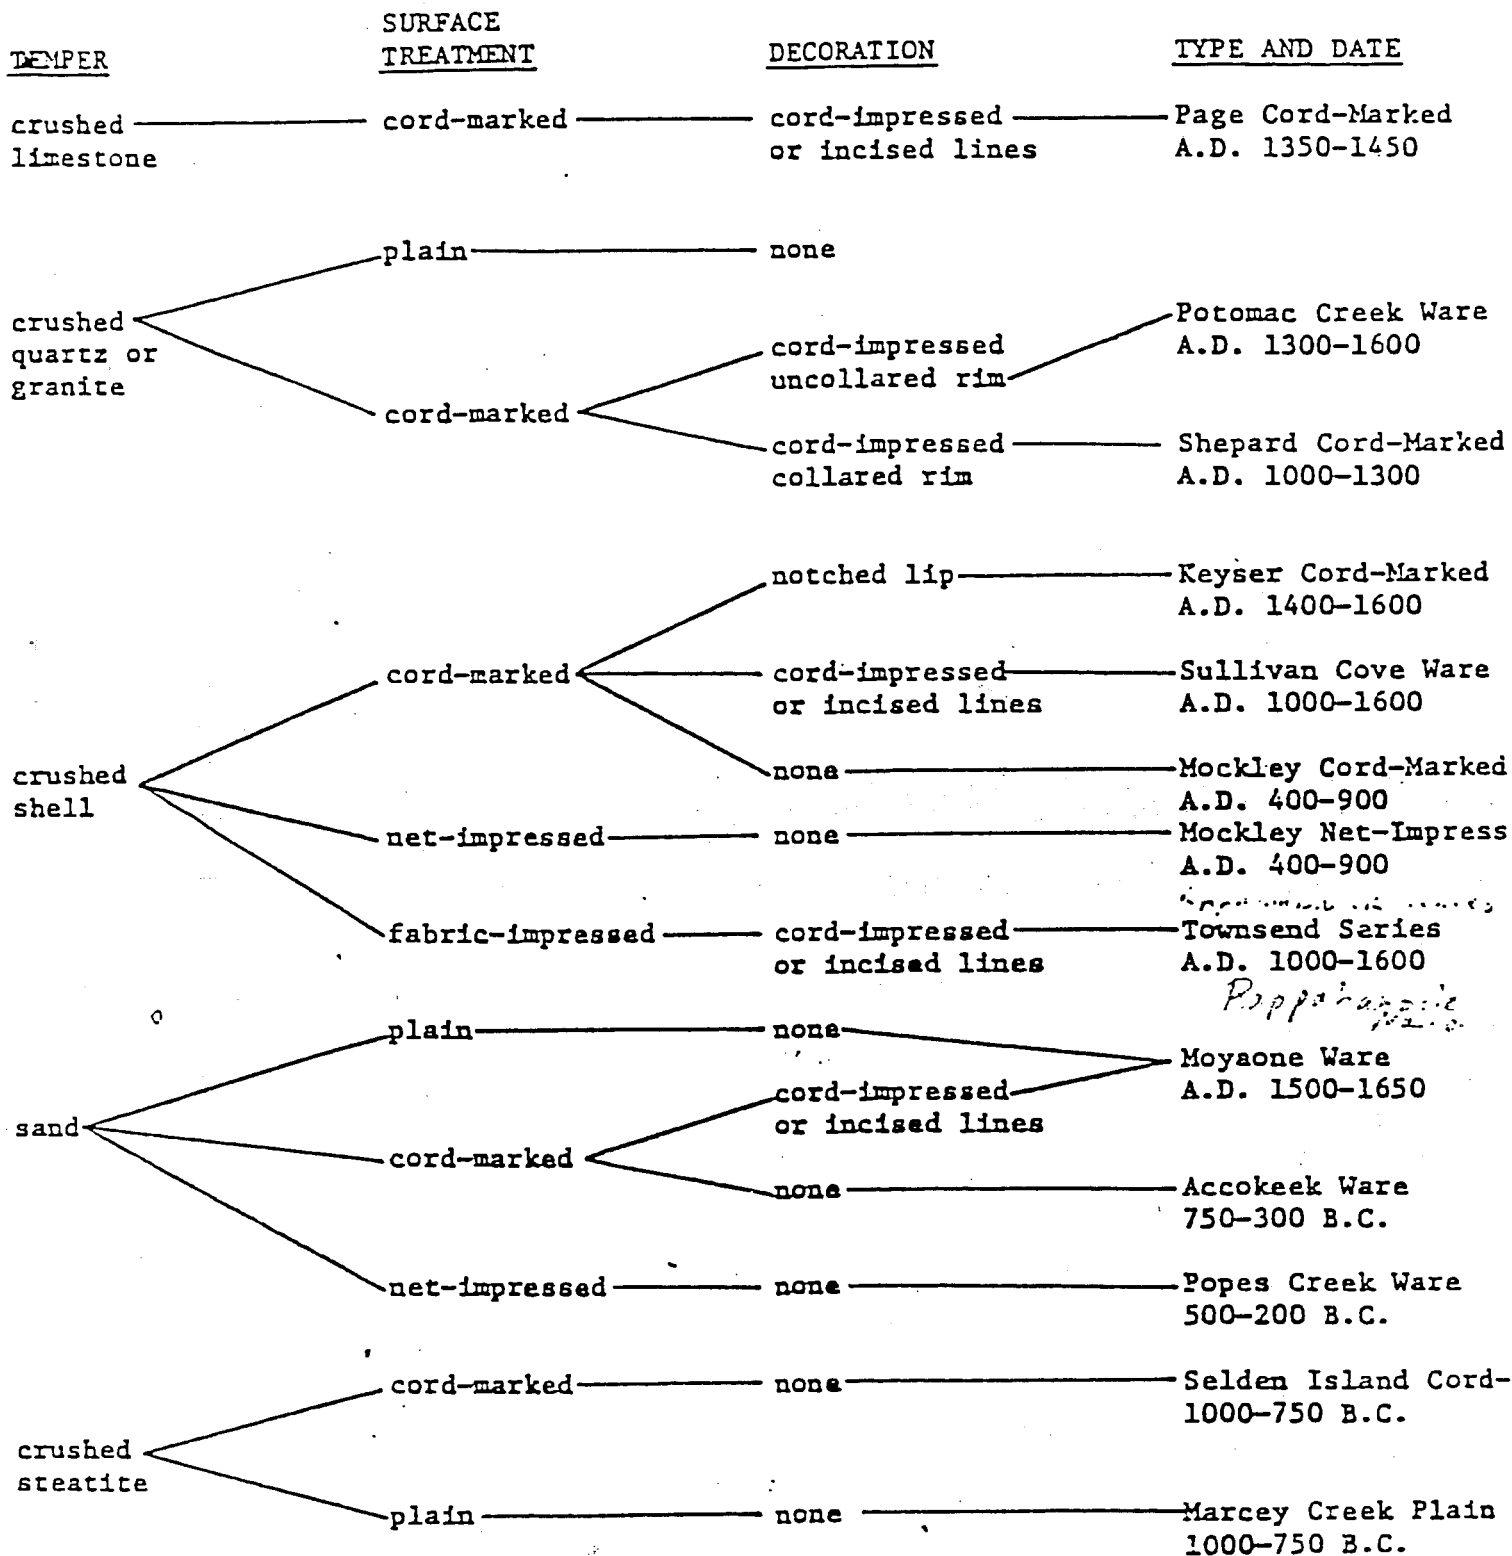 SURFACE
TEMPER TREATMENT DECORATION TYPE AND DATE
crushed cord-marked cord-impressed Page Cord-Marked
limestone or incised lines A.D. 1350-1450
plain none
crushed Potomac Creek Ware
quartz or cord-impressed A.D. 1300-1600
granite uncollared rim
cord-marked
cord-impressed Shepard Cord-Marked
collared rim A.D. 1000-1300
notched lip Keyser Cord-Marked
A.D. 1400-1600
cord-marked cord-impressed Sullivan Cove Ware
or incised lines A.D. 1000-1600
crushed none Mockley Cord-Marked
shell A.D. 400-900
net-impressed none Mockley Net-Impress
A.D. 400-900
fabric-impressed cord-impressed Townsend Saries
or incised lines A.D. 1000-1600
plain none
Moyaone Ware
cord-impressed A.D. 1500-1650
or incised lines
sand
cord-marked
none Accokeek Ware
750-300 B.C.
net-impressed none Popes Creek Ware
500-200 B.C.
cord-marked none Selden Island Cord-
1000-750 B.C.
crushed
steatite
plain none Marcey Creek Plain
1000-750 B.C.